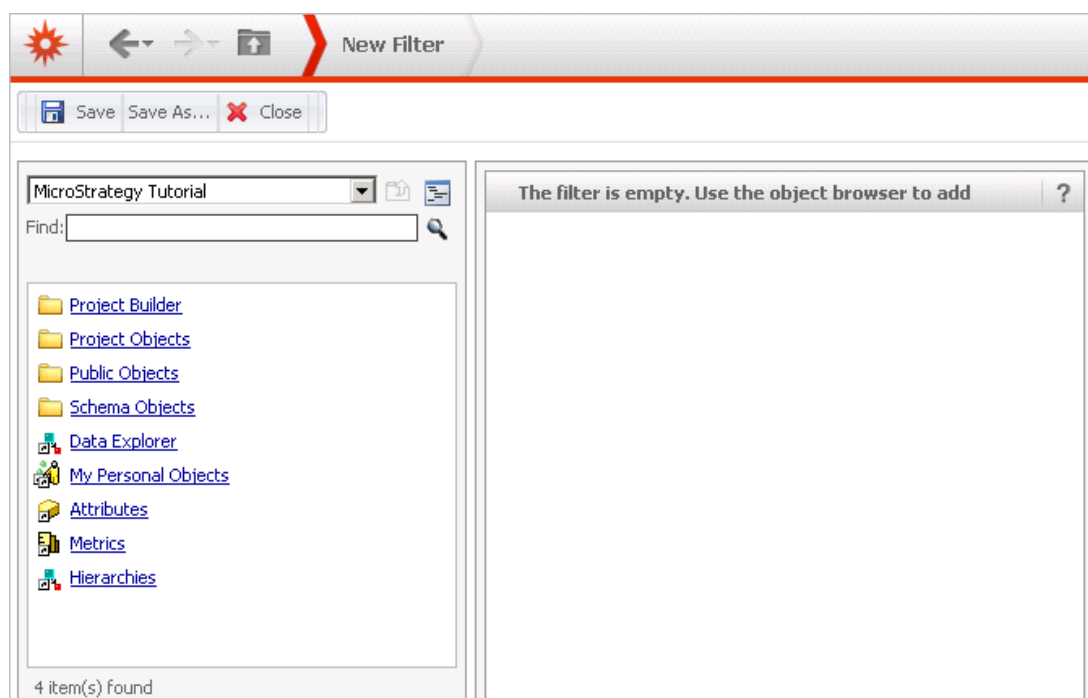 New Filter
Save Save As... Close
MicroStrategy Tutorial
Find:
Project Builder
Project Objects
Public Objects
Schema Objects
Data Explorer
My Personal Objects
Attributes
Metrics
Hierarchies
4 item(s) found
The filter is empty. Use the object browser to add ?